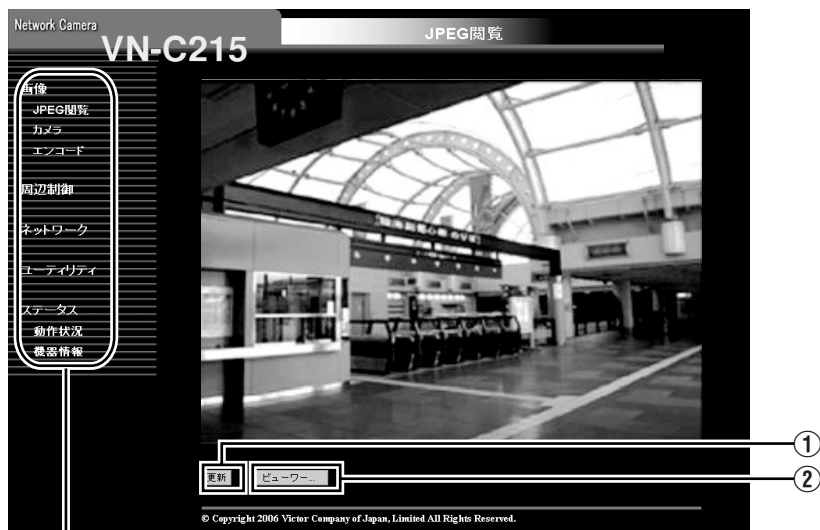 Network Camera
VN-C215
JPEG閲覧
画像
JPEG閲覧
カメラ
エンコード
周辺制御
ネットワーク
ユーティリティ
ステータス
動作状況
機器情報
①
更新
ビューワー...
②
© Copyright 2006 Victor Company of Japan, Limited All Rights Reserved.